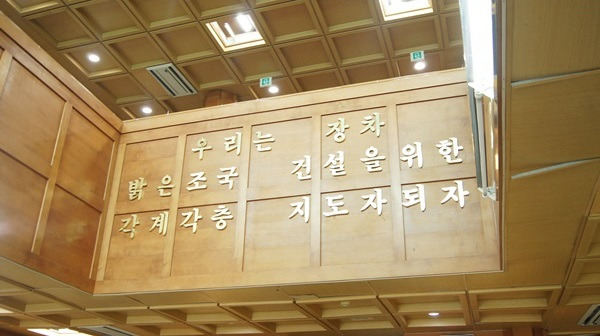 우리는 장차
밝은조국 건설을위한
각계각층 지도자되자